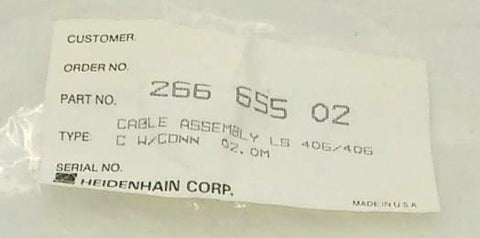 CUSTOMER
ORDER NO.
PART NO. 266 655 02
CABLE ASSEMBLY LS 406/406
TYPE: C W/CONN 02.0M
SERIAL NO.
HEIDENHAIN CORP.
MADE IN U.S.A.